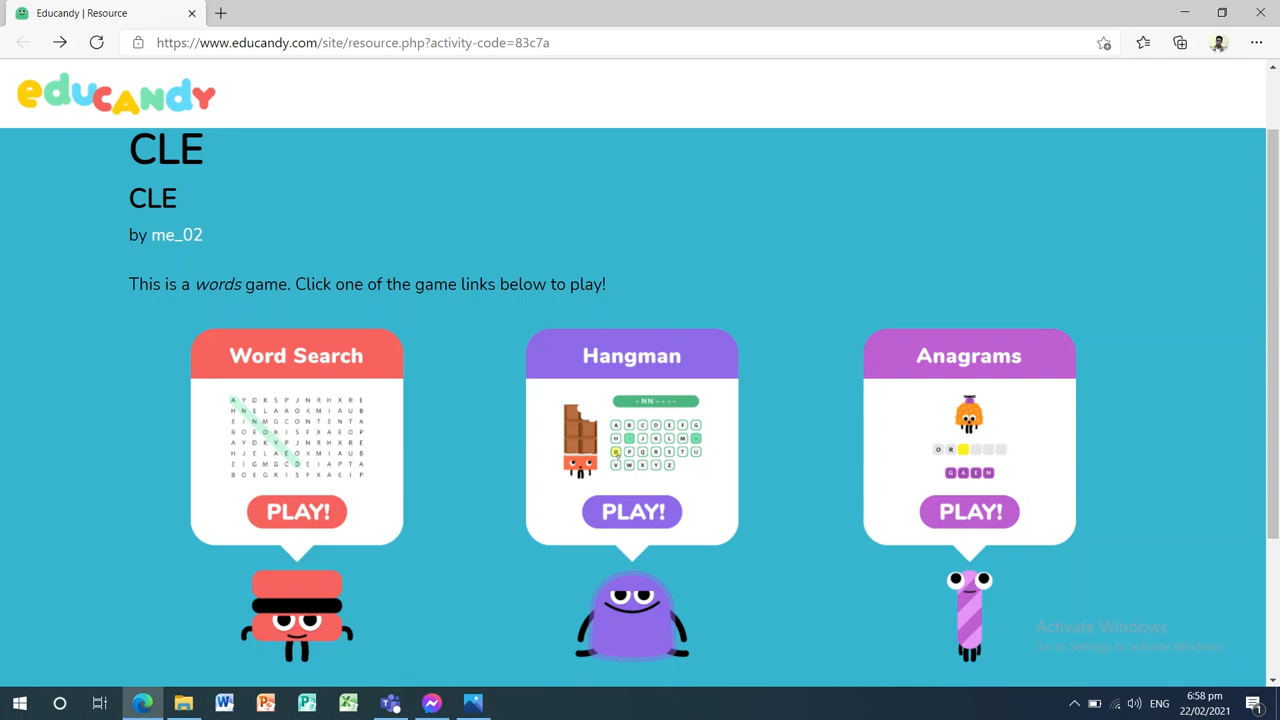 Educandy | Resource
https://www.educandy.com/site/resource.php?activity-code=83c7a
eduCANdY
CLE
CLE
by me_02
This is a words game. Click one of the game links below to play!
Word Search
Hangman
Anagrams
A Y D K S P J N R H X R E
H N E L A A O K M I A U B
E I N M G C O N T E N T A
B O E O K I S F X A E O P
A Y D K S Y P J N N R H X R E
H J E L A O K M I A U B
E I G M G C D E I A P T A
B O E G K I S F X A E I P
- N N - - - -
A B C D E F G
H J K L M
O P Q R S T U
V W X Y Z
O R
G A E N
PLAY!
PLAY!
PLAY!
Activate Windows
Go to Settings to activate Windows.
ENG
6:58 pm
22/02/2021
1